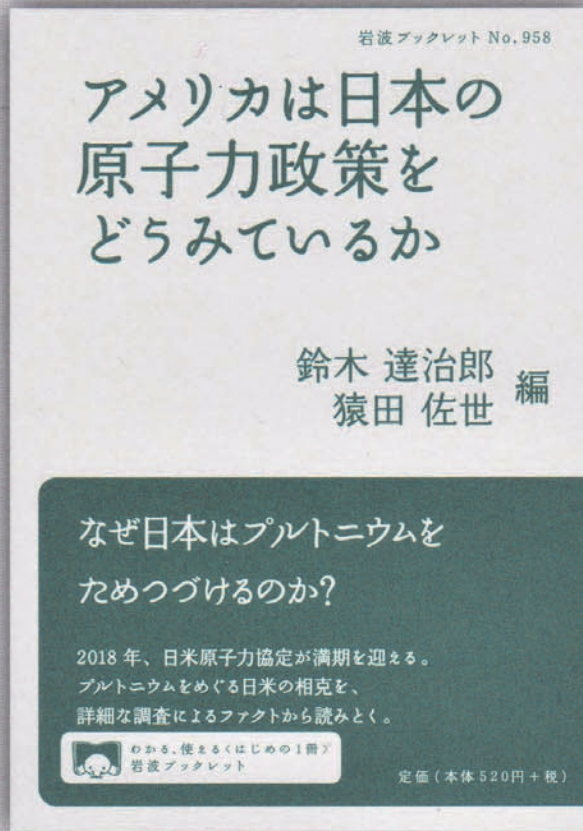 岩波ブックレット No.958
アメリカは日本の
原子力政策を
どうみているか
鈴木 達治郎
猿田 佐世
編
なぜ日本はプルトニウムを
ためつづけるのか?
2018年、日米原子力協定が満期を迎える。
プルトニウムをめぐる日米の相克を、
詳細な調査によるファクトから読みとく。
わかる、使える〈はじめの1冊〉
岩波ブックレット
定価(本体520円+税)